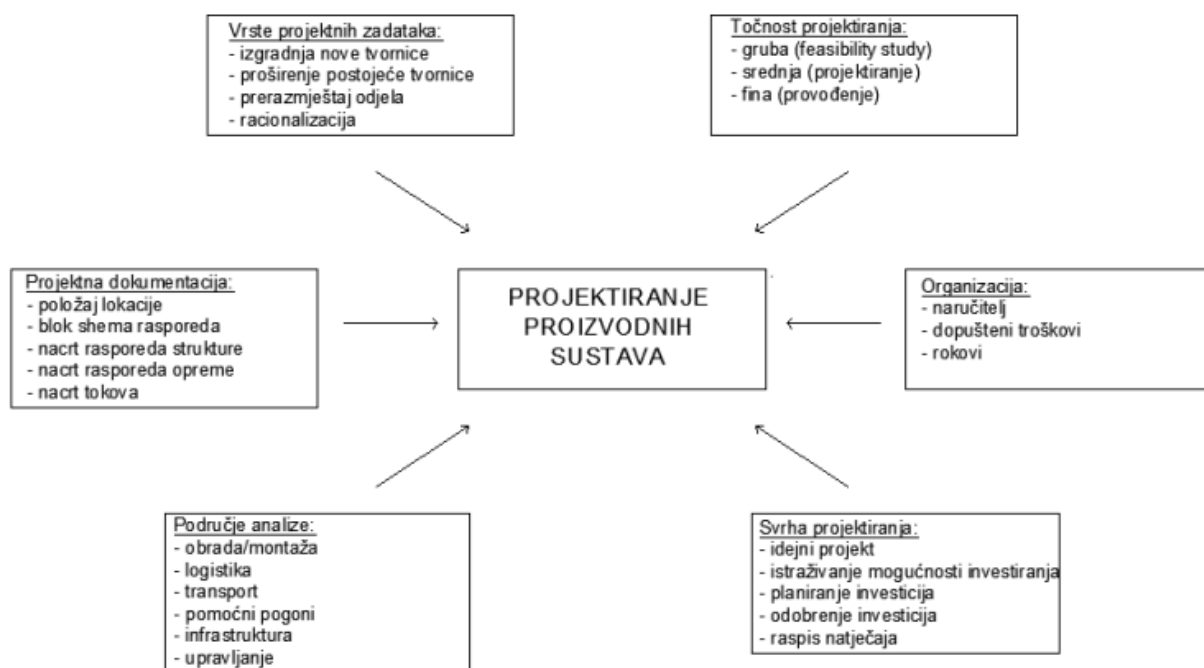 Vrste projektnih zadataka:
- izgradnja nove tvornice
- proširenje postojeće tvornice
- prerazmještaj odjela
- racionalizacija
Točnost projektiranja:
- gruba (feasibility study)
- srednja (projektiranje)
- fina (provođenje)
Projektna dokumentacija:
- položaj lokacije
- blok shema rasporeda
- nacrt rasporeda strukture
- nacrt rasporeda opreme
- nacrt tokova
PROJEKTIRANJE
PROIZVODNIH
SUSTAVA
Organizacija:
- naručitelj
- dopušteni troškovi
- rokovi
Područje analize:
- obrada/montaža
- logistika
- transport
- pomoćni pogoni
- infrastruktura
- upravljanje
Svrha projektiranja:
- idejni projekt
- istraživanje mogućnosti investiranja
- planiranje investicija
- odobrenje investicija
- raspis natječaja